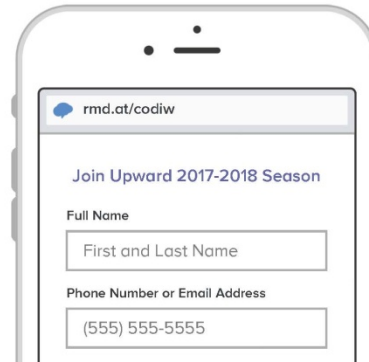 rmd.at/codiw
Join Upward 2017-2018 Season
Full Name
First and Last Name
Phone Number or Email Address
(555) 555-5555